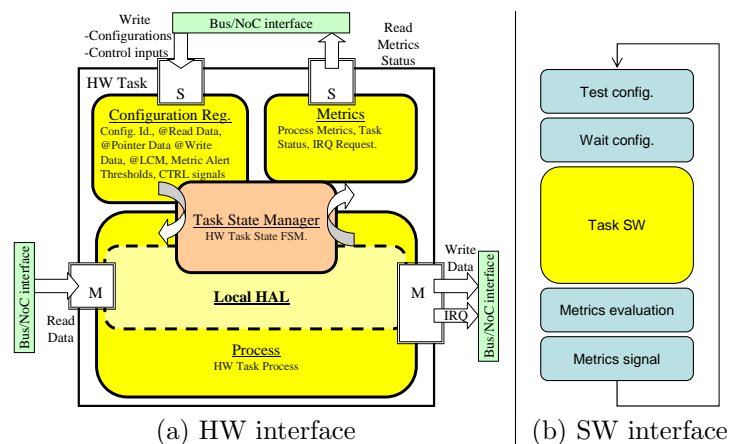 Write
-Configurations
-Control inputs
Bus/NoC interface
Read
Metrics
Status
HW Task
S
S
Configuration Reg.
Config. Id., @Read Data,
@Pointer Data @Write
Data, @LCM, Metric Alert
Thresholds, CTRL signals
Metrics
Process Metrics, Task
Status, IRQ Request.
Task State Manager
HW Task State FSM.
Bus/NoC interface
M
Read
Data
Local HAL
M
Write
Data
IRQ
Bus/NoC interface
Process
HW Task Process
(a) HW interface
Test config.
Wait config.
Task SW
Metrics evaluation
Metrics signal
(b) SW interface